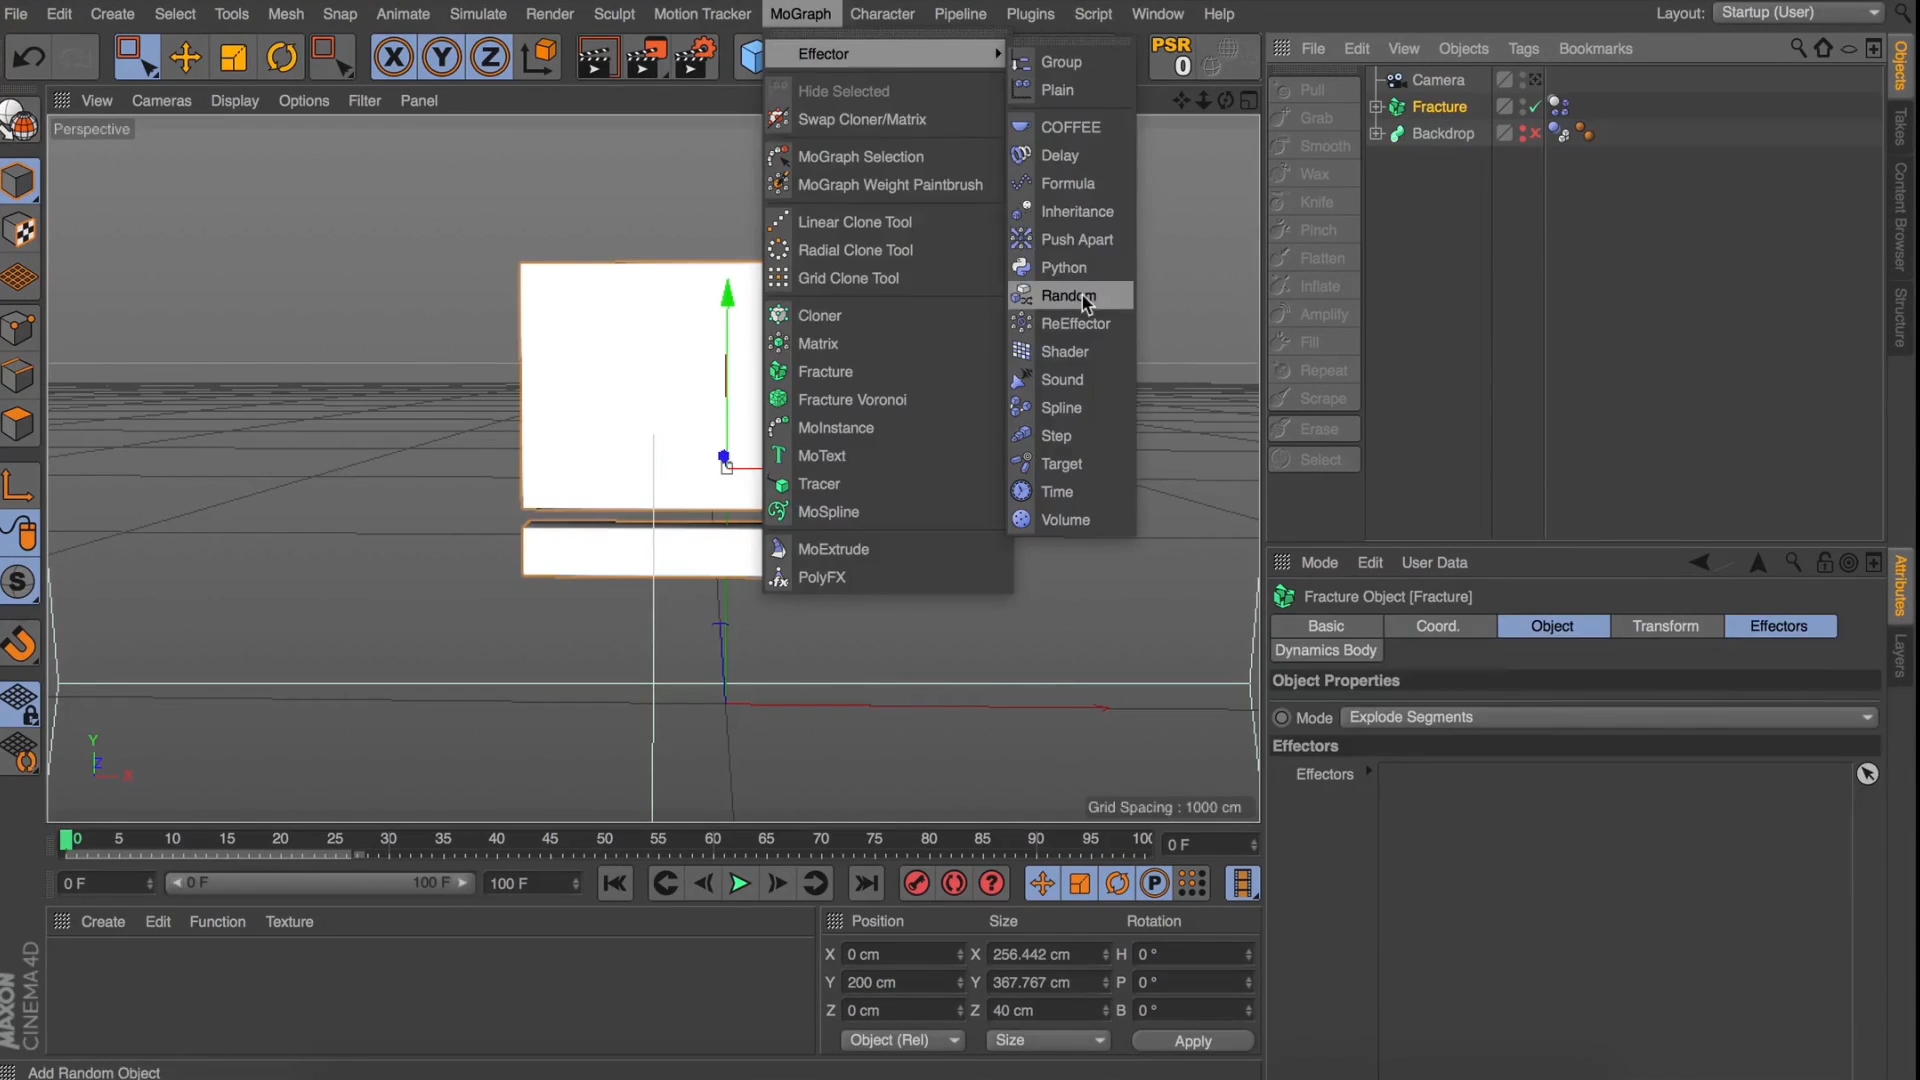 File Edit Create Select Tools Mesh Snap Animate Simulate Render Sculpt Motion Tracker MoGraph Character Pipeline Plugins Script Window Help Layout: Startup (User)
X Y Z
PSR
0
View Cameras Display Options Filter Panel
Perspective
Effector
Hide Selected
Swap Cloner/Matrix
MoGraph Selection
MoGraph Weight Paintbrush
Linear Clone Tool
Radial Clone Tool
Grid Clone Tool
Cloner
Matrix
Fracture
Fracture Voronoi
MoInstance
MoText
Tracer
MoSpline
MoExtrude
PolyFX
Group
Plain
COFFEE
Delay
Formula
Inheritance
Push Apart
Python
Random
ReEffector
Shader
Sound
Spline
Step
Target
Time
Volume
Y
Z
X
Grid Spacing : 1000 cm
File Edit View Objects Tags Bookmarks
Pull
Grab
Smooth
Wax
Knife
Pinch
Flatten
Inflate
Amplify
Fill
Repeat
Scrape
Erase
Select
Camera
Fracture
Backdrop
Objects
Takes
Content Browser
Structure
Mode Edit User Data
Fracture Object [Fracture]
Basic Coord. Object Transform Effectors
Dynamics Body
Object Properties
Mode Explode Segments
Effectors
Effectors
Attributes
Layers
0 5 10 15 20 25 30 35 40 45 50 55 60 65 70 75 80 85 90 95 100 0 F
0 F 0 F 100 F 100 F
P
Create Edit Function Texture
Position Size Rotation
X 0 cm X 256.442 cm H 0 °
Y 200 cm Y 367.767 cm P 0 °
Z 0 cm Z 40 cm B 0 °
Object (Rel) Size Apply
MAXON
CINEMA 4D
Add Random Object